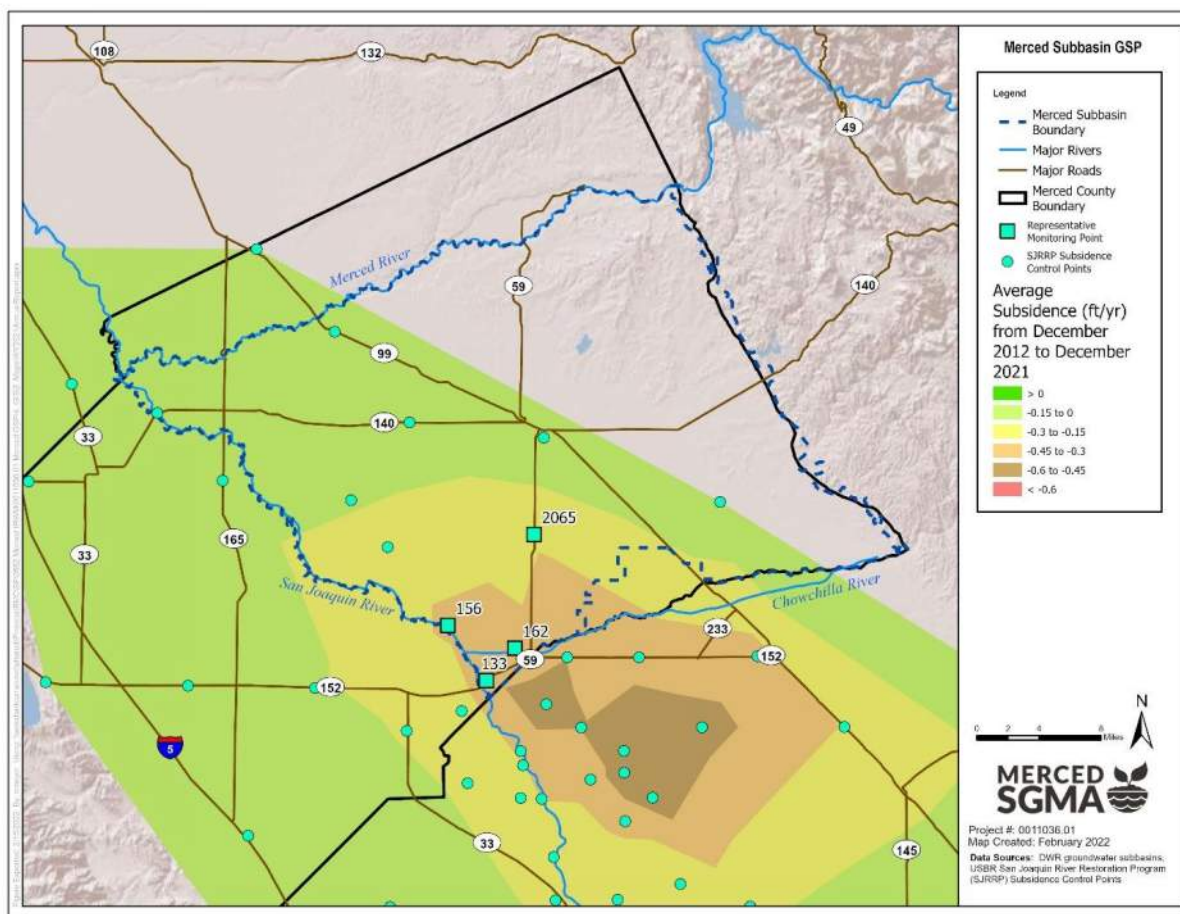 Merced Subbasin GSP
Legend
Merced Subbasin
Boundary
Major Rivers
Major Roads
Merced County
Boundary
Representative
Monitoring Point
SJRRP Subsidence
Control Points
Average
Subsidence (ft/yr)
from December
2012 to December
2021
> 0
-0.15 to 0
-0.3 to -0.15
-0.45 to -0.3
-0.6 to -0.45
< -0.6
N
0 2 4 8
Miles
MERCED
SGMA
Project #: 0011036.01
Map Created: February 2022
Data Sources: DWR groundwater subbasins,
USBR San Joaquin River Restoration Program
(SJRRP) Subsidence Control Points
108
132
49
Merced River
59
140
99
140
33
2065
165
33
San Joaquin River
Chowchilla River
156
162
233
59
133
152
152
5
33
145